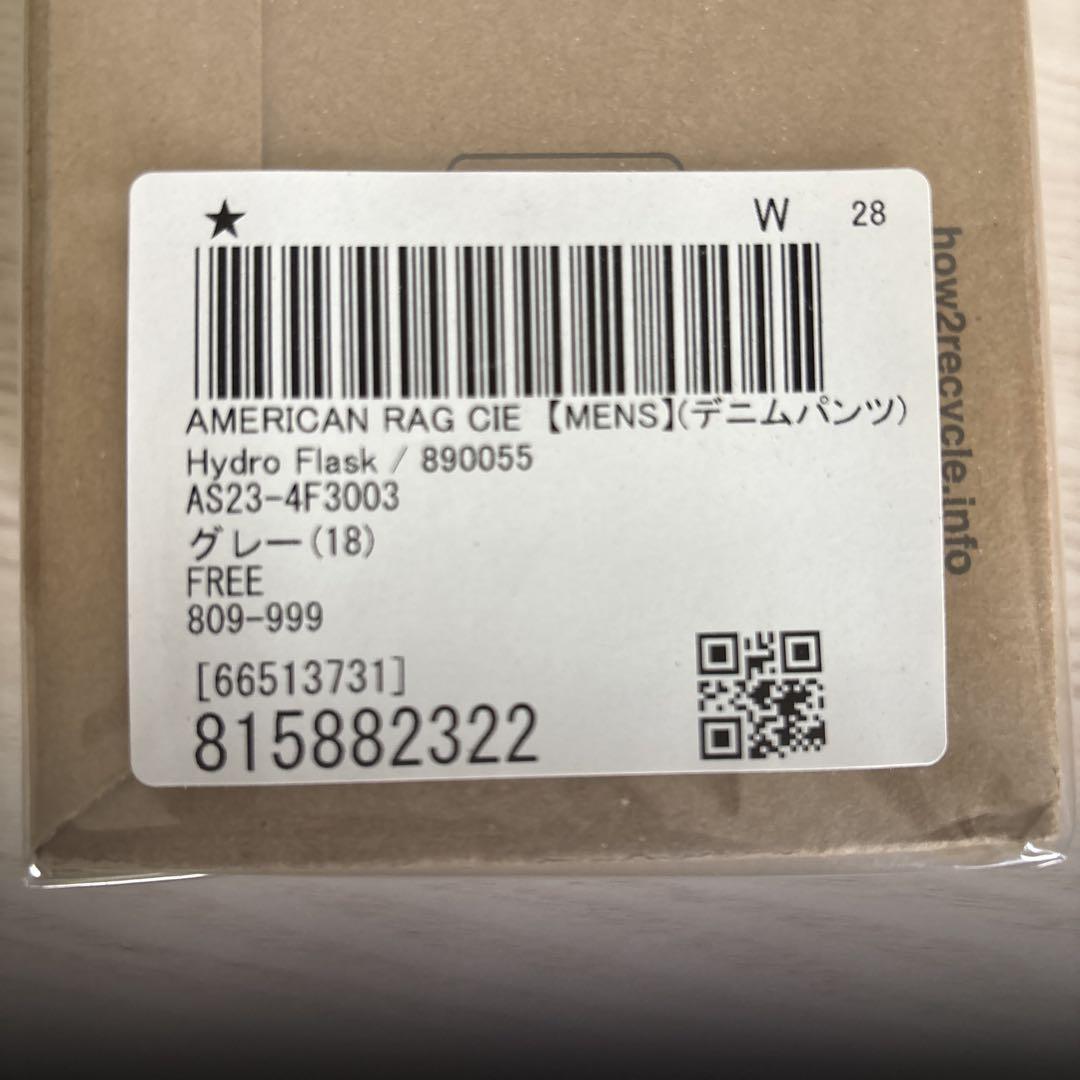 ★ W 28
AMERICAN RAG CIE 【MENS】(デニムパンツ)
Hydro Flask / 890055
AS23-4F3003
グレー(18)
FREE
809-999
[66513731]
815882322
how2recycle.info